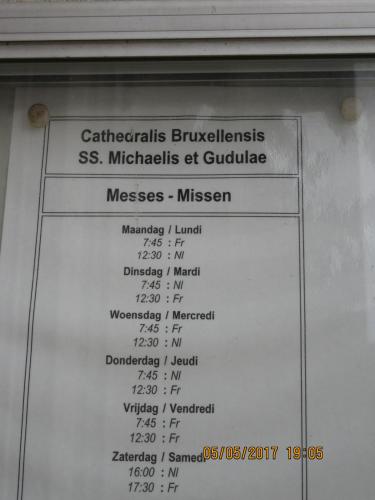 Cathedralis Bruxellensis
SS. Michaelis et Gudulae
Messes - Missen
Maandag / Lundi
7:45 : Fr
12:30 : Nl
Dinsdag / Mardi
7:45 : Nl
12:30 : Fr
Woensdag / Mercredi
7:45 : Fr
12:30 : Nl
Donderdag / Jeudi
7:45 : Nl
12:30 : Fr
Vrijdag / Vendredi
7:45 : Fr
12:30 : Fr
Zaterdag / Samedi
16:00 : Nl
17:30 : Fr
05/05/2017 19:05